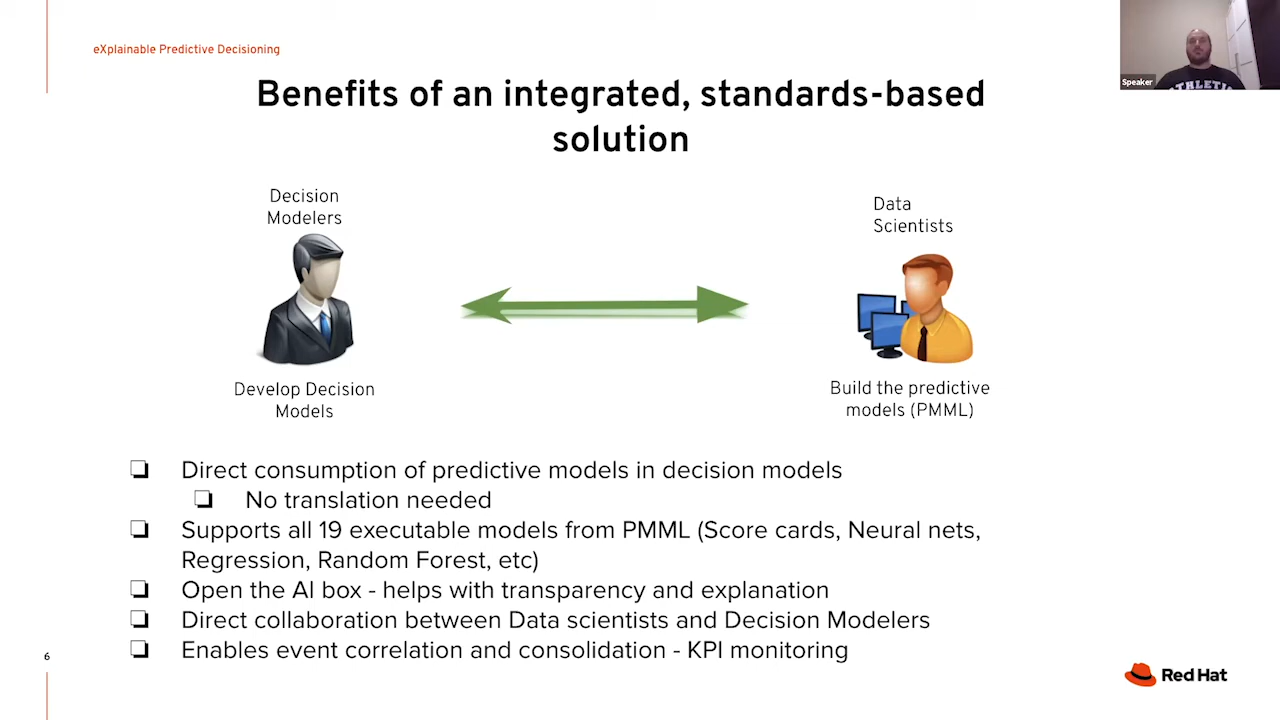 eXplainable Predictive Decisioning
Speaker
Benefits of an integrated, standards-based
solution
Decision
Modelers
Data
Scientists
Develop Decision
Models
Build the predictive
models (PMML)
Direct consumption of predictive models in decision models
No translation needed
Supports all 19 executable models from PMML (Score cards, Neural nets,
Regression, Random Forest, etc)
Open the AI box - helps with transparency and explanation
Direct collaboration between Data scientists and Decision Modelers
Enables event correlation and consolidation - KPI monitoring
6
Red Hat